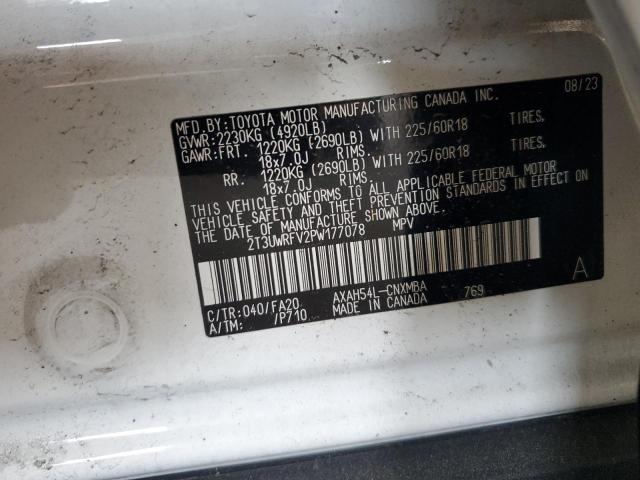 MFD.BY:TOYOTA MOTOR MANUFACTURING CANADA INC. 08/23
GVWR:2230KG (4920LB)
GAWR:FRT. 1220KG (2690LB) WITH 225/60R18 TIRES.
18x7.0J RIMS.
RR. 1220KG (2690LB) WITH 225/60R18 TIRES.
18x7.0J RIMS.
THIS VEHICLE CONFORMS TO ALL APPLICABLE FEDERAL MOTOR
VEHICLE SAFETY AND THEFT PREVENTION STANDARDS IN EFFECT ON
THE DATE OF MANUFACTURE SHOWN ABOVE.
2T3UWRFV2PW177078 MPV
A
C/TR:040/FA20 AXAH54L-CNXMBA 769
A/TM: /P710 MADE IN CANADA